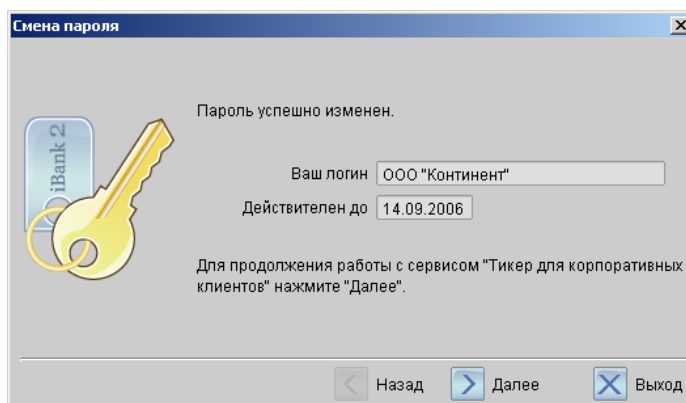 Смена пароля
Пароль успешно изменен.
iBank 2
Ваш логин ООО "Континент"
Действителен до 14.09.2006
Для продолжения работы с сервисом "Тикер для корпоративных
клиентов" нажмите "Далее".
Назад Далее Выход